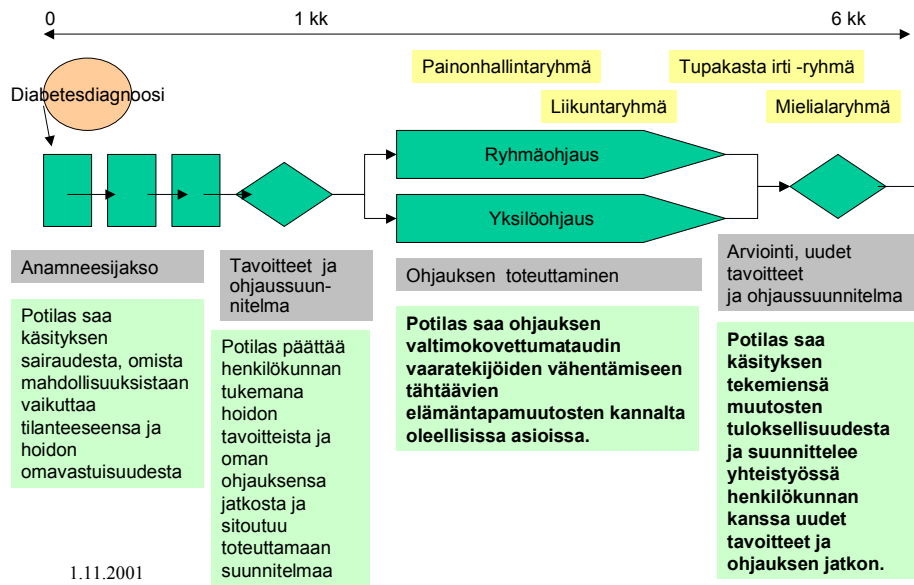 0
1 kk
6 kk
Painonhallintaryhmä
Tupakasta irti -ryhmä
Liikuntaryhmä
Mielialaryhmä
Diabetesdiagnoosi
Ryhmäohjaus
Yksilöohjaus
Anamneesijakso
Potilas saa
käsityksen
sairaudesta, omista
mahdollisuuksistaan
vaikuttaa
tilanteeseensa ja
hoidon
omavastuisuudesta
Tavoitteet ja
ohjaussuun-
nitelma
Potilas päättää
henkilökunnan
tukemana
hoidon
tavoitteista ja
oman
ohjauksensa
jatkosta ja
sitoutuu
toteuttamaan
suunnitelmaa
Ohjauksen toteuttaminen
Potilas saa ohjauksen
valtimokovettumataudin
vaaratekijöiden vähentämiseen
tähtäävien
elämäntapamuutosten kannalta
oleellisissa asioissa.
Arviointi, uudet
tavoitteet
ja ohjaussuunnitelma
Potilas saa
käsityksen
tekemiensä
muutosten
tuloksellisuudesta
ja suunnittelee
yhteistyössä
henkilökunnan
kanssa uudet
tavoitteet ja
ohjauksen jatkon.
1.11.2001